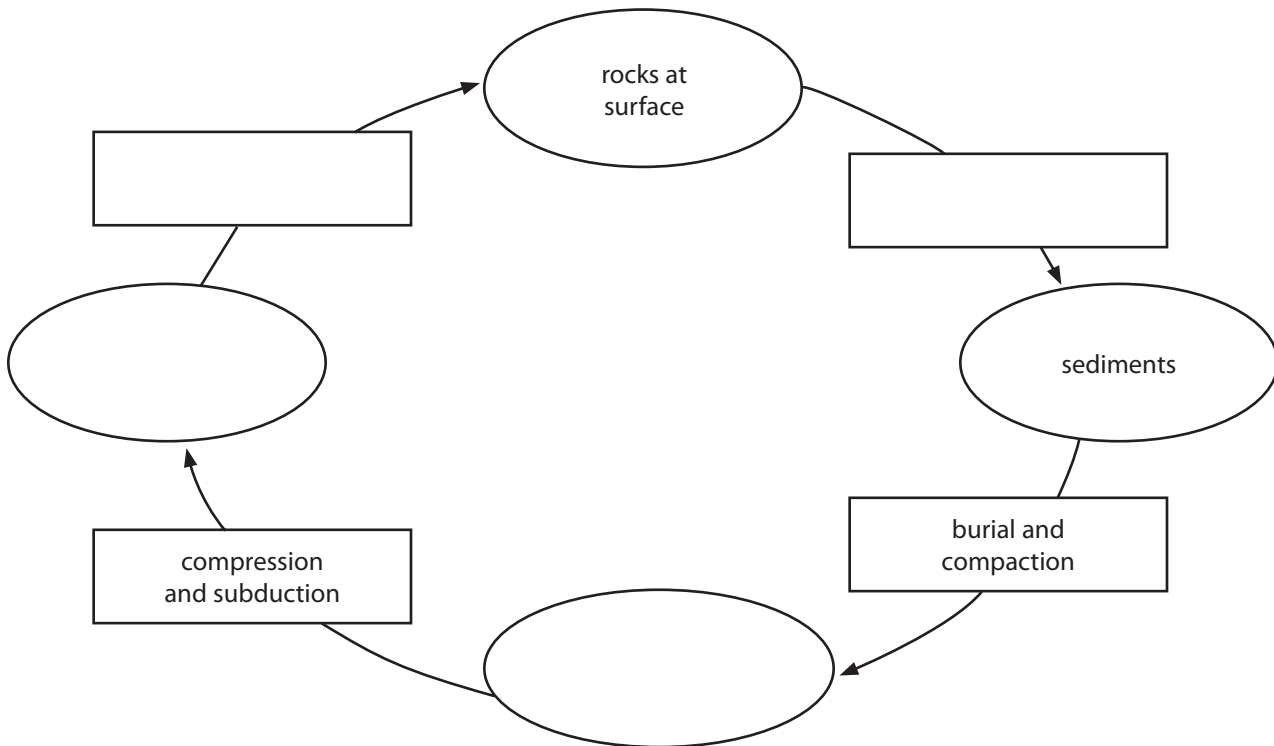 rocks at
surface
sediments
burial and
compaction
compression
and subduction